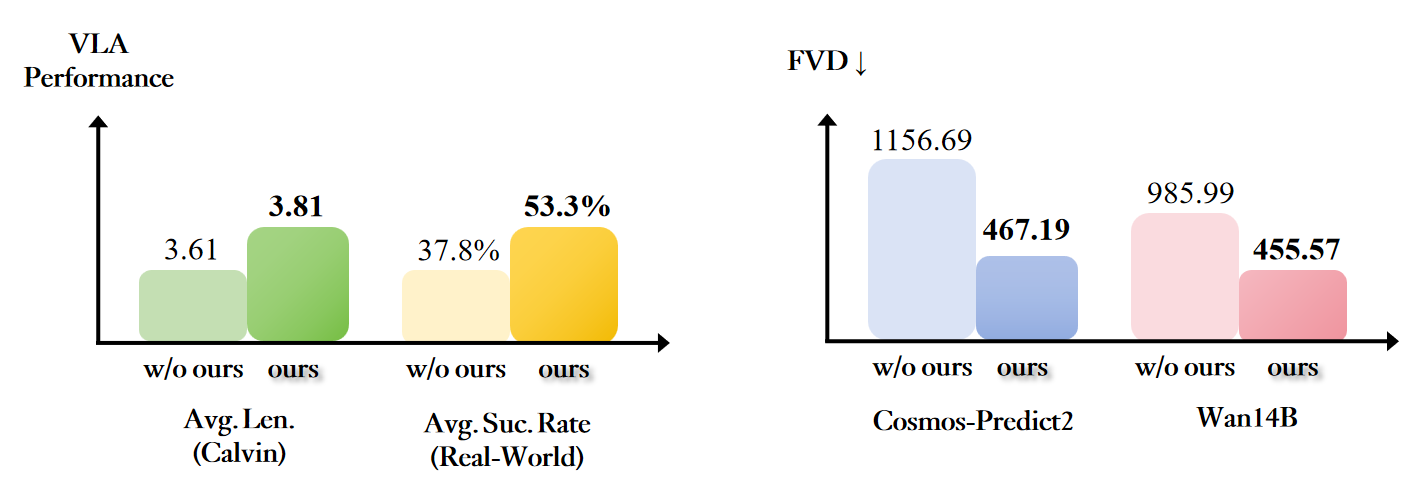 VLA
Performance
3.61
3.81
37.8%
53.3%
w/o ours
ours
w/o ours
ours
Avg. Len.
(Calvin)
Avg. Suc. Rate
(Real-World)
FVD ↓
1156.69
467.19
985.99
455.57
w/o ours
ours
w/o ours
ours
Cosmos-Predict2
Wan14B